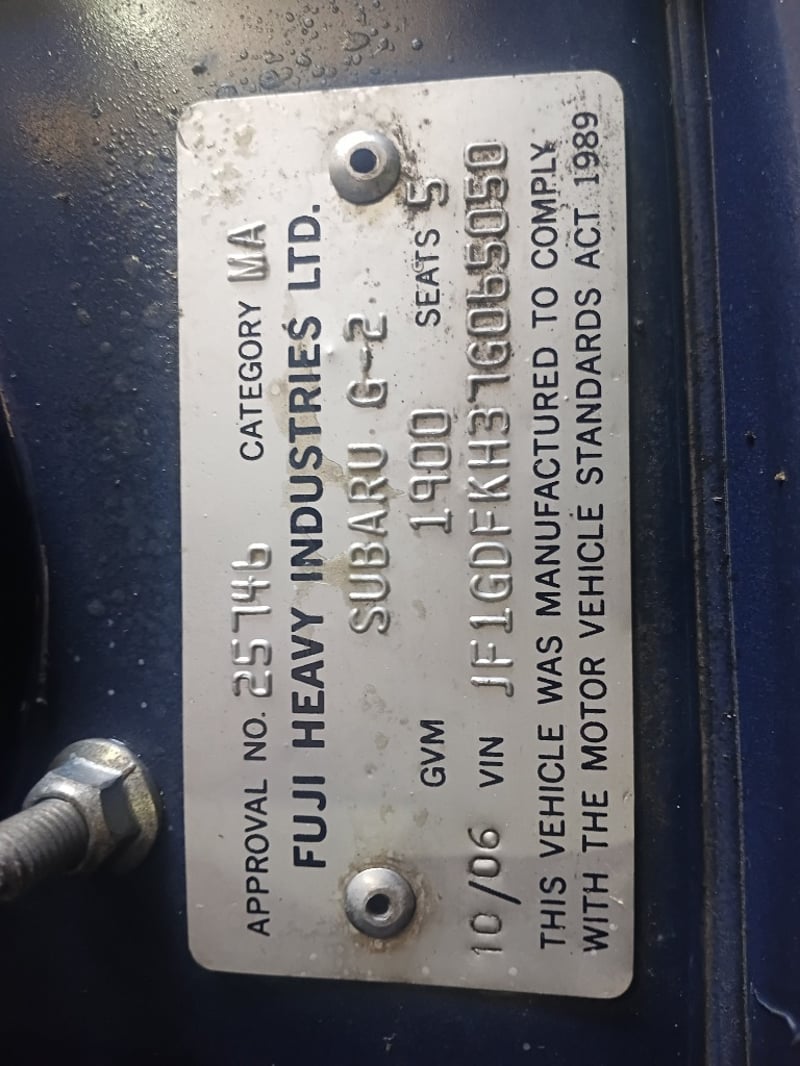 APPROVAL NO. 25746 CATEGORY MA
FUJI HEAVY INDUSTRIES LTD.
SUBARU G-2
GVM 1900 SEATS 5
10/06 VIN JF1GDFKH37G065050
THIS VEHICLE WAS MANUFACTURED TO COMPLY
WITH THE MOTOR VEHICLE STANDARDS ACT 1989